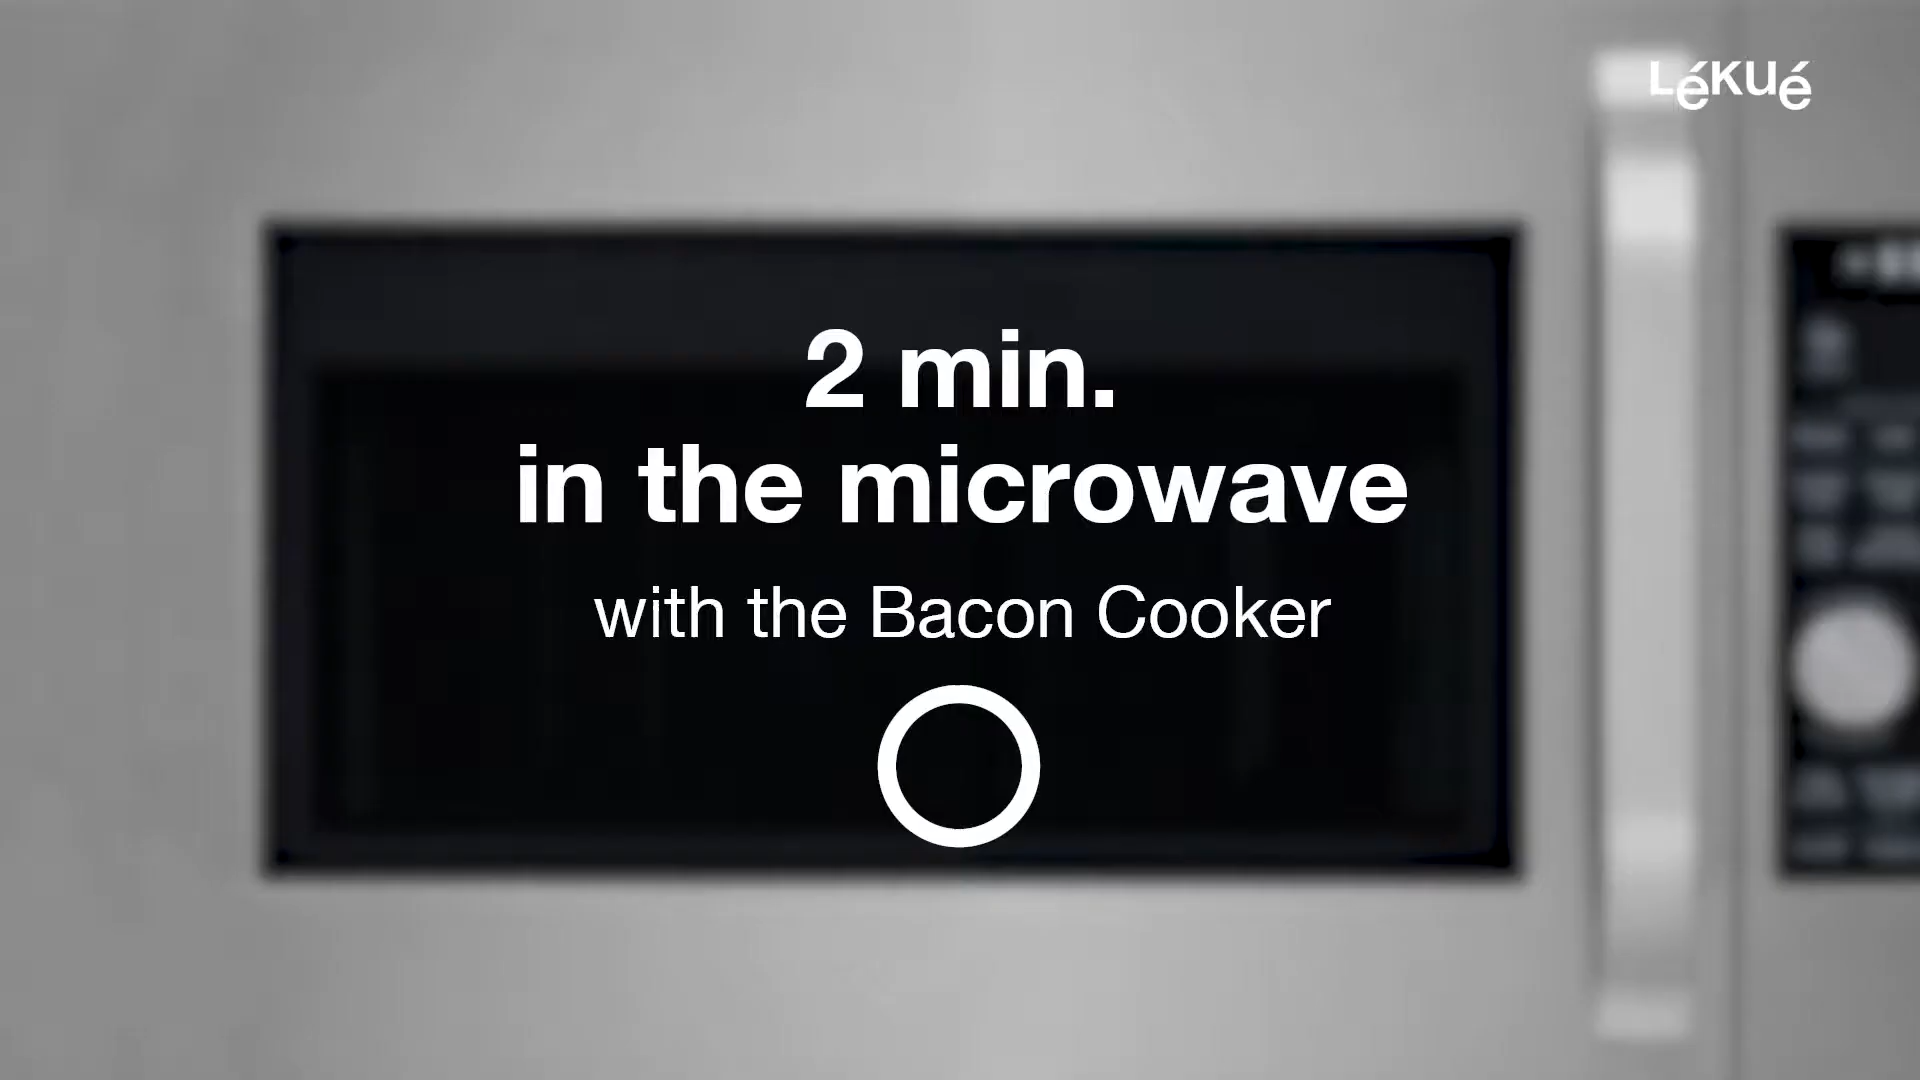 Lékué
2 min.
in the microwave
with the Bacon Cooker